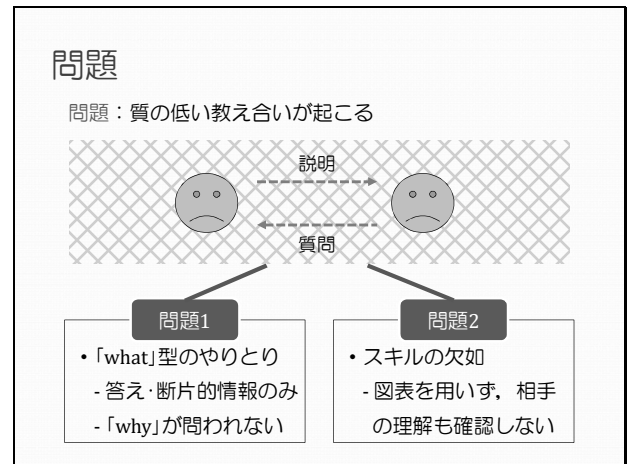 問題
問題：質の低い教え合いが起こる
説明
質問
問題1
・「what」型のやりとり
- 答え・断片的情報のみ
- 「why」が問われない
問題2
・スキルの欠如
- 図表を用いず，相手
の理解も確認しない